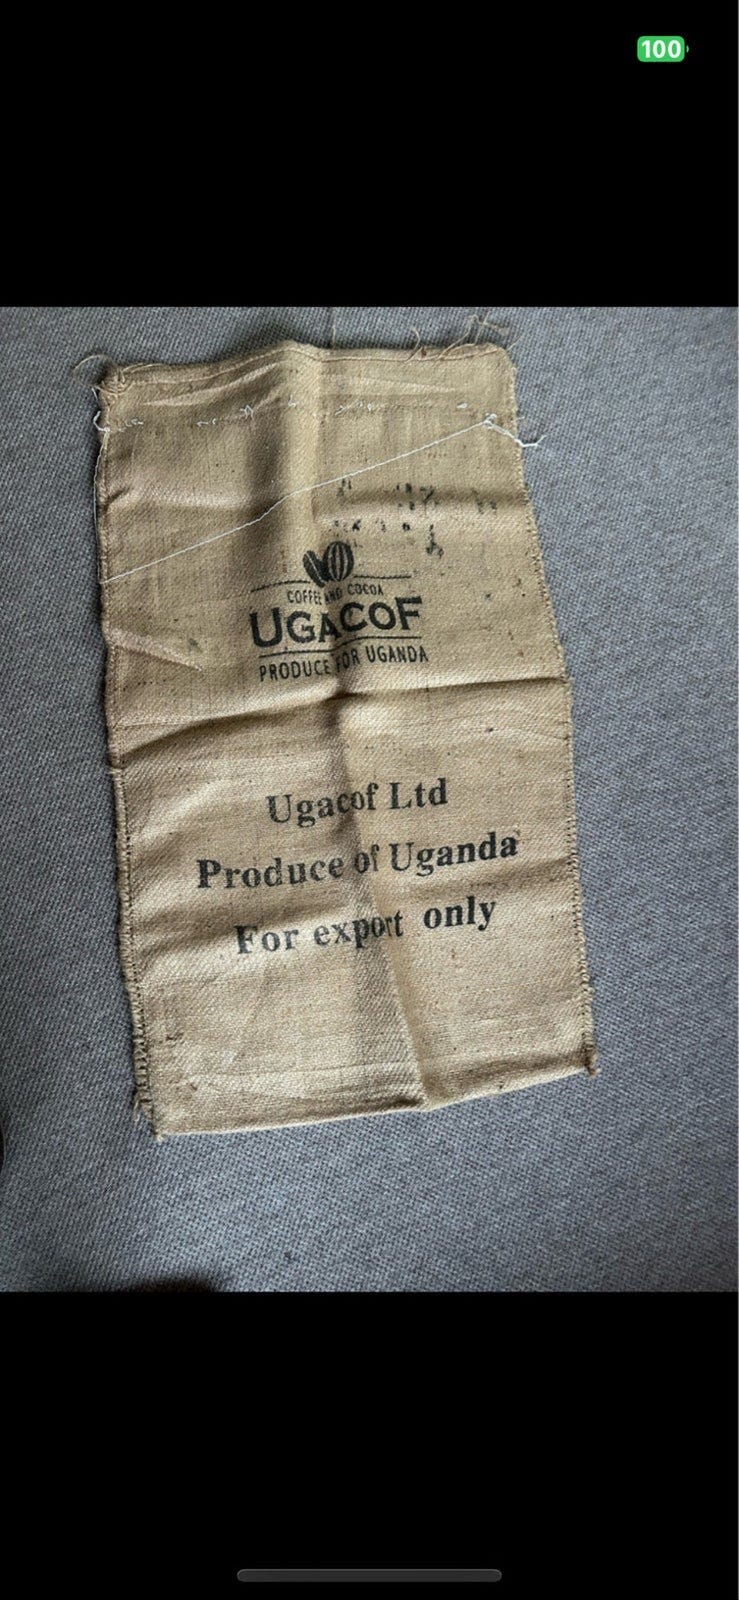 100
COFFEE AND COCOA
UGACOF
PRODUCE FOR UGANDA
Ugacof Ltd
Produce of Uganda
For export only